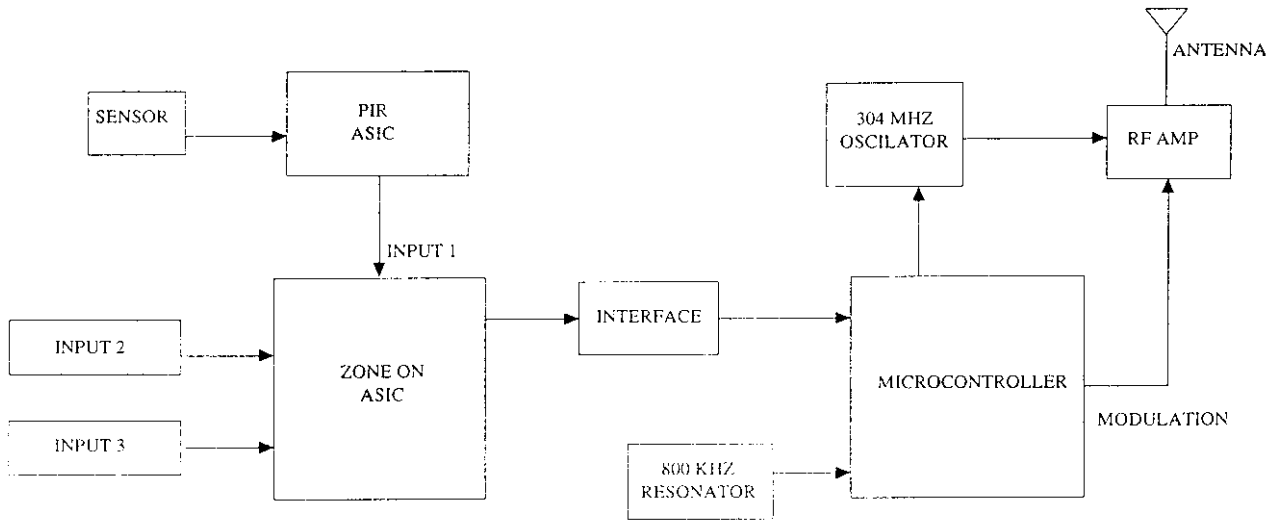 ANTENNA
SENSOR
PIR
ASIC
304 MHZ
OSCILATOR
RF AMP
INPUT 1
INPUT 2
ZONE ON
ASIC
INTERFACE
MICROCONTROLLER
INPUT 3
MODULATION
800 KHZ
RESONATOR